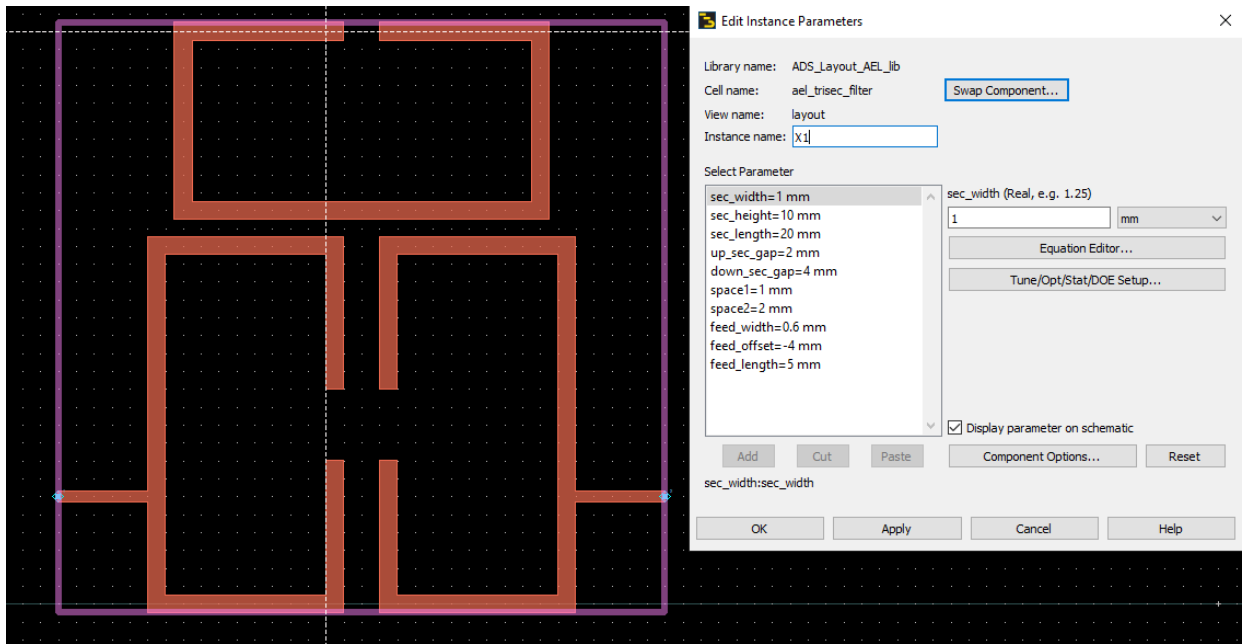 Edit Instance Parameters
Library name: ADS_Layout_AEL_lib
Cell name: ael_trisec_filter Swap Component...
View name: layout
Instance name: X1
Select Parameter
sec_width=1 mm
sec_height=10 mm
sec_length=20 mm
up_sec_gap=2 mm
down_sec_gap=4 mm
space1=1 mm
space2=2 mm
feed_width=0.6 mm
feed_offset=-4 mm
feed_length=5 mm
sec_width (Real, e.g. 1.25)
1 mm
Equation Editor...
Tune/Opt/Stat/DOE Setup...
Display parameter on schematic
Add Cut Paste Component Options... Reset
sec_width:sec_width
OK Apply Cancel Help